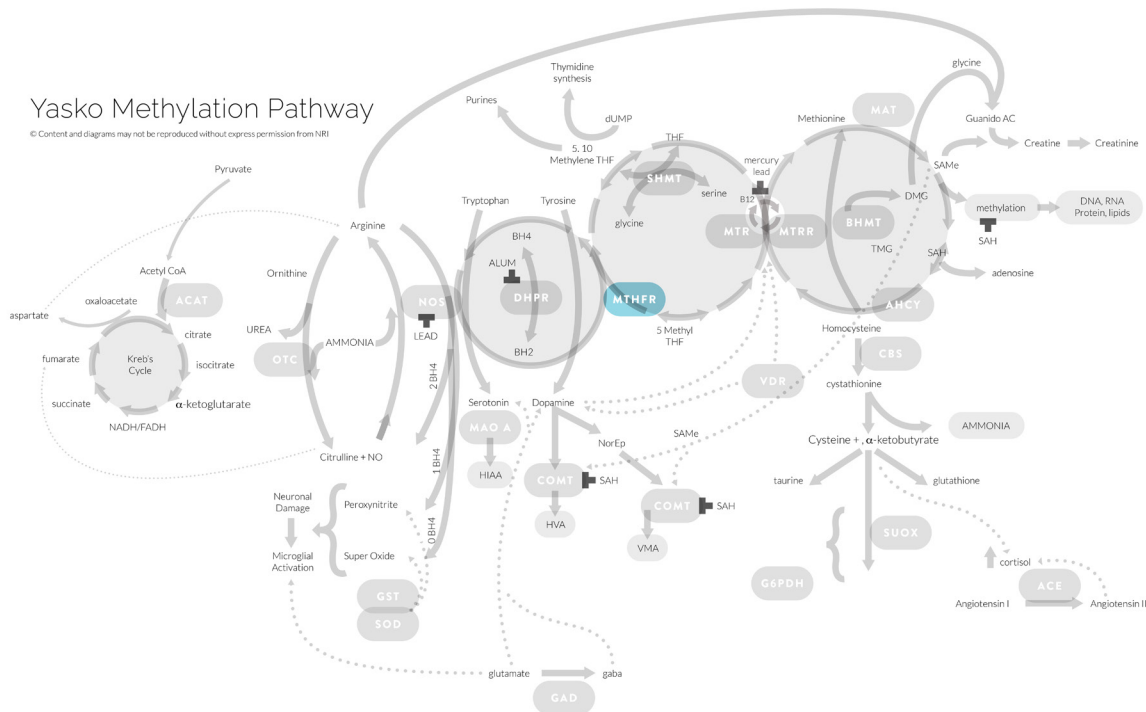 Yasko Methylation Pathway
© Content and diagrams may not be reproduced without express permission from NRI
Thymidine
synthesis
Purines
dUMP
5, 10
Methylene THF
THF
SHMT
serine
glycine
mercury
lead
B12
MTR
MTRR
Methionine
MAT
glycine
Guanido AC
Creatine
Creatinine
SAMe
DMG
BHMT
TMG
methylation
DNA, RNA
Protein, lipids
SAH
SAH
adenosine
AHCY
Homocysteine
Pyruvate
Acetyl CoA
ACAT
oxaloacetate
aspartate
citrate
fumarate
Kreb's
Cycle
isocitrate
succinate
α-ketoglutarate
NADH/FADH
Arginine
Ornithine
UREA
OTC
AMMONIA
NOS
LEAD
Citrulline + NO
2 BH4
1 BH4
0 BH4
Tryptophan
Tyrosine
BH4
ALUM
DHPR
BH2
MTHFR
5 Methyl
THF
Serotonin
MAO A
HIAA
Dopamine
NorEp
COMT
SAH
HVA
SAMe
COMT
SAH
VMA
VDR
CBS
cystathionine
AMMONIA
Cysteine + , α-ketobutyrate
taurine
glutathione
SUOX
G6PDH
cortisol
ACE
Angiotensin I
Angiotensin II
Neuronal
Damage
Peroxynitrite
Microglial
Activation
Super Oxide
GST
SOD
glutamate
gaba
GAD